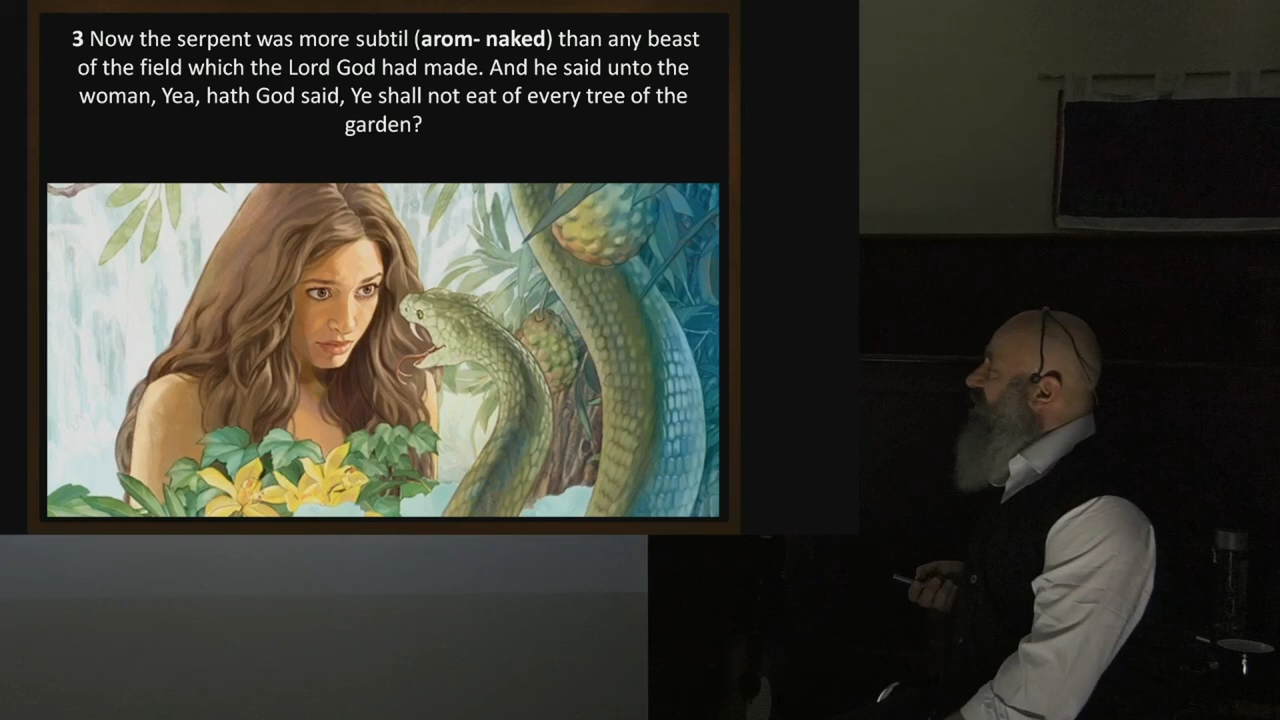 3 Now the serpent was more subtil (arom- naked) than any beast
of the field which the Lord God had made. And he said unto the
woman, Yea, hath God said, Ye shall not eat of every tree of the
garden?